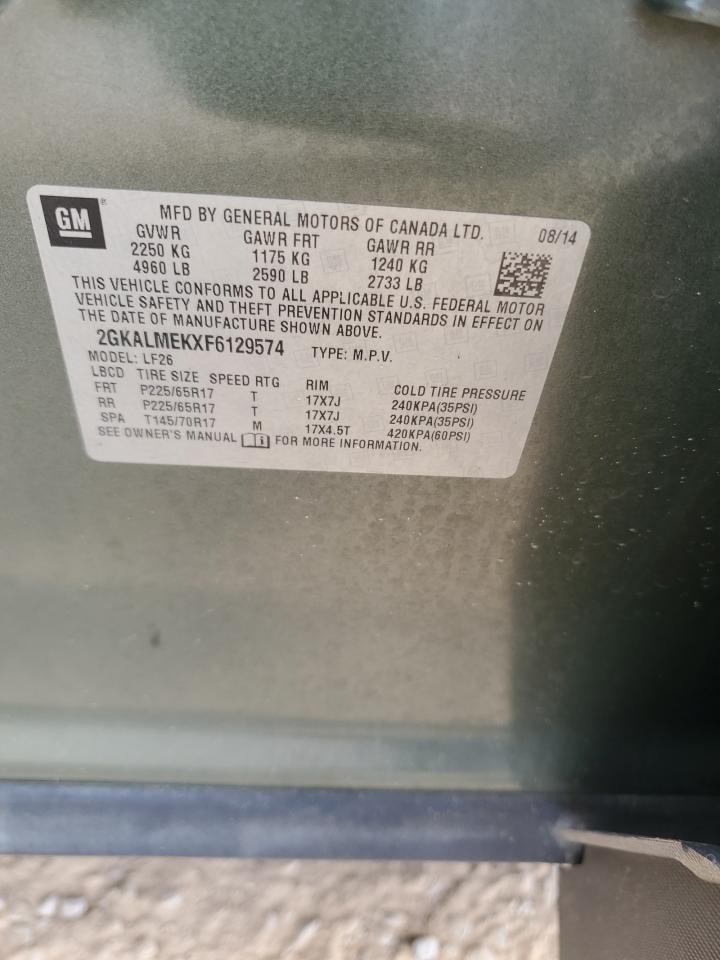 GM®
MFD BY GENERAL MOTORS OF CANADA LTD. 08/14
GVWR GAWR FRT GAWR RR
2250 KG 1175 KG 1240 KG
4960 LB 2590 LB 2733 LB
THIS VEHICLE CONFORMS TO ALL APPLICABLE U.S. FEDERAL MOTOR
VEHICLE SAFETY AND THEFT PREVENTION STANDARDS IN EFFECT ON
THE DATE OF MANUFACTURE SHOWN ABOVE.
2GKALMEKXF6129574 TYPE: M.P.V.
MODEL: LF26
LBCD TIRE SIZE SPEED RTG RIM COLD TIRE PRESSURE
FRT P225/65R17 T 17X7J 240KPA(35PSI)
RR P225/65R17 T 17X7J 240KPA(35PSI)
SPA T145/70R17 M 17X4.5T 420KPA(60PSI)
SEE OWNER'S MANUAL i FOR MORE INFORMATION.